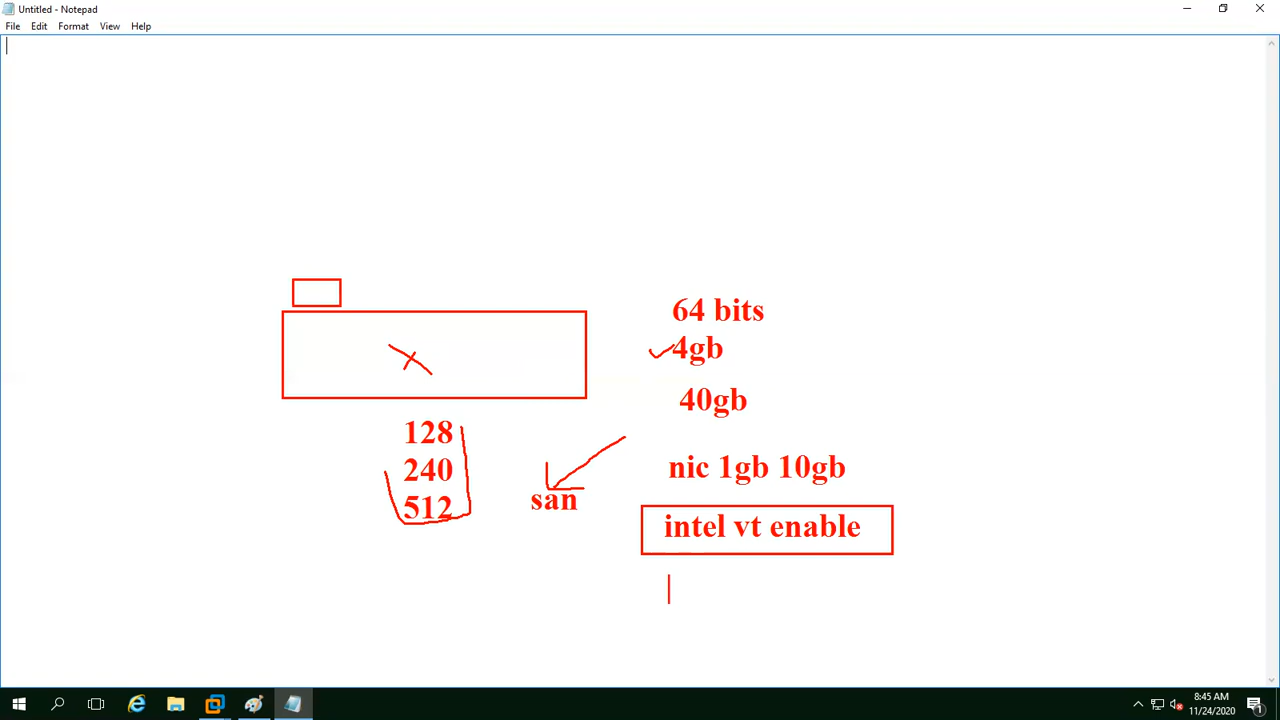 Untitled - Notepad
File Edit Format View Help
64 bits
4gb
40gb
128
240
512
san
nic 1gb 10gb
intel vt enable
8:45 AM
11/24/2020
1